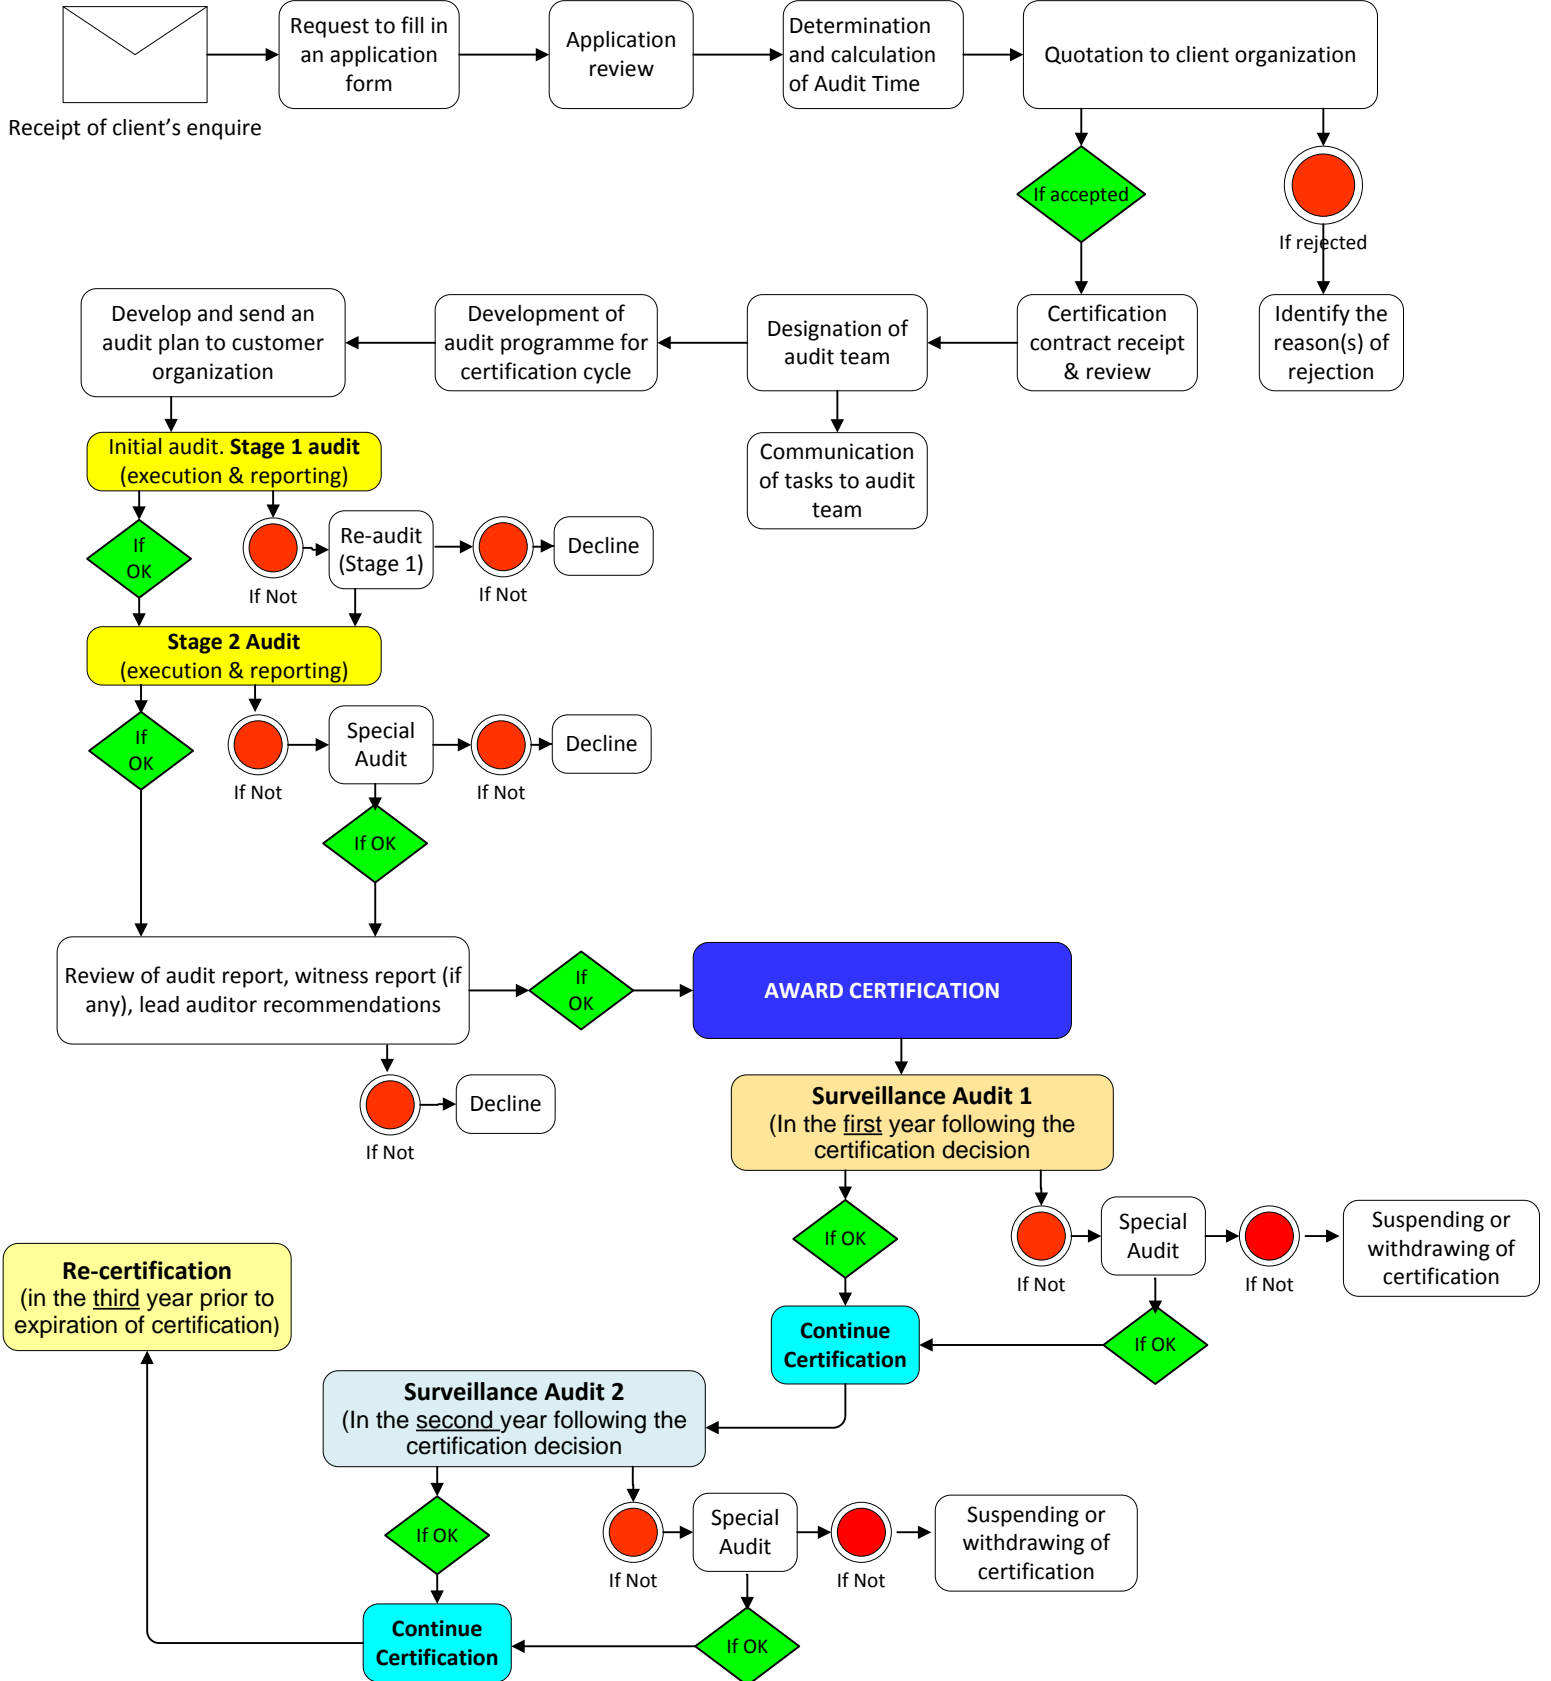 Request to fill in
an application
form
Application
review
Determination
and calculation
of Audit Time
Quotation to client organization
Receipt of client’s enquire
If accepted
If rejected
Develop and send an
audit plan to customer
organization
Development of
audit programme for
certification cycle
Designation of
audit team
Certification
contract receipt
& review
Identify the
reason(s) of
rejection
Communication
of tasks to audit
team
Initial audit. Stage 1 audit
(execution & reporting)
If
OK
If Not
Re-audit
(Stage 1)
If Not
Decline
Stage 2 Audit
(execution & reporting)
If
OK
If Not
Special
Audit
If Not
Decline
If OK
Review of audit report, witness report (if
any), lead auditor recommendations
If
OK
AWARD CERTIFICATION
If Not
Decline
Surveillance Audit 1
(In the first year following the
certification decision
If OK
If Not
Special
Audit
If Not
Suspending or
withdrawing of
certification
If OK
Continue
Certification
Re-certification
(in the third year prior to
expiration of certification)
Surveillance Audit 2
(In the second year following the
certification decision
If OK
If Not
Special
Audit
If Not
Suspending or
withdrawing of
certification
If OK
Continue
Certification